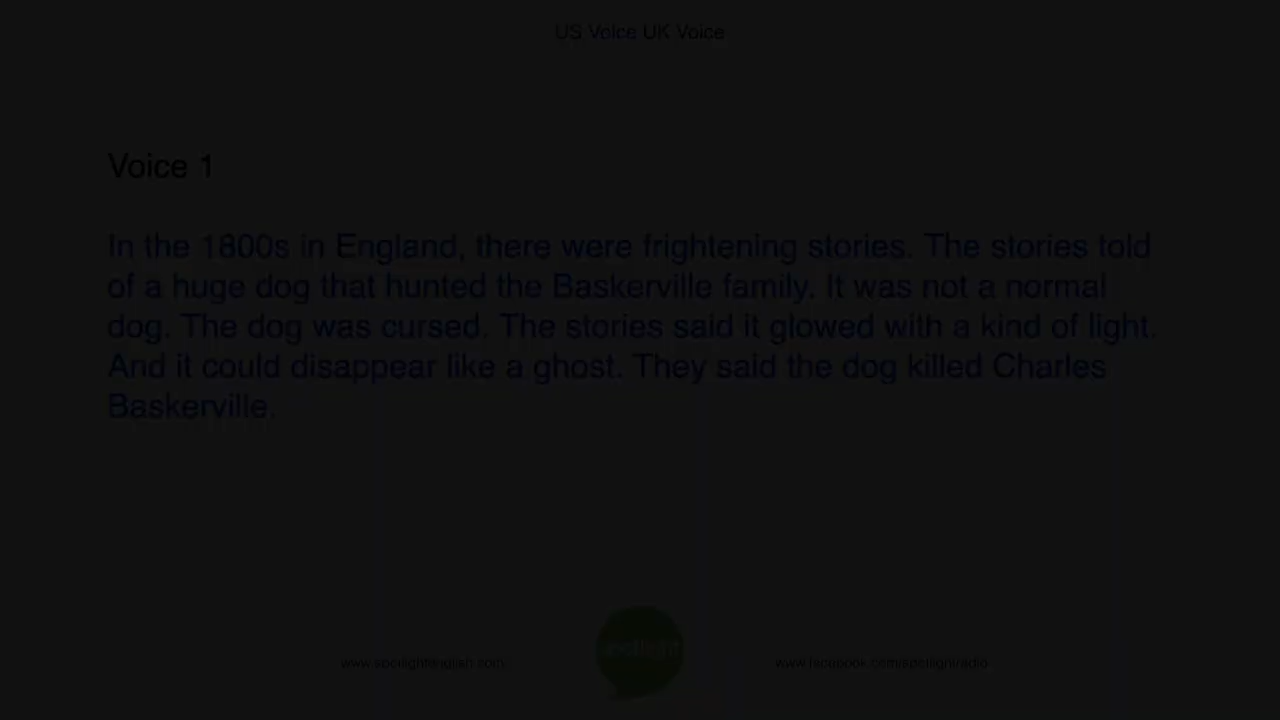 US Voice UK Voice
Voice 1
In the 1800s in England, there were frightening stories. The stories told
of a huge dog that hunted the Baskerville family. It was not a normal
dog. The dog was cursed. The stories said it glowed with a kind of light.
And it could disappear like a ghost. They said the dog killed Charles
Baskerville.
spotlight
www.spotlightenglish.com
www.facebook.com/spotlightradio